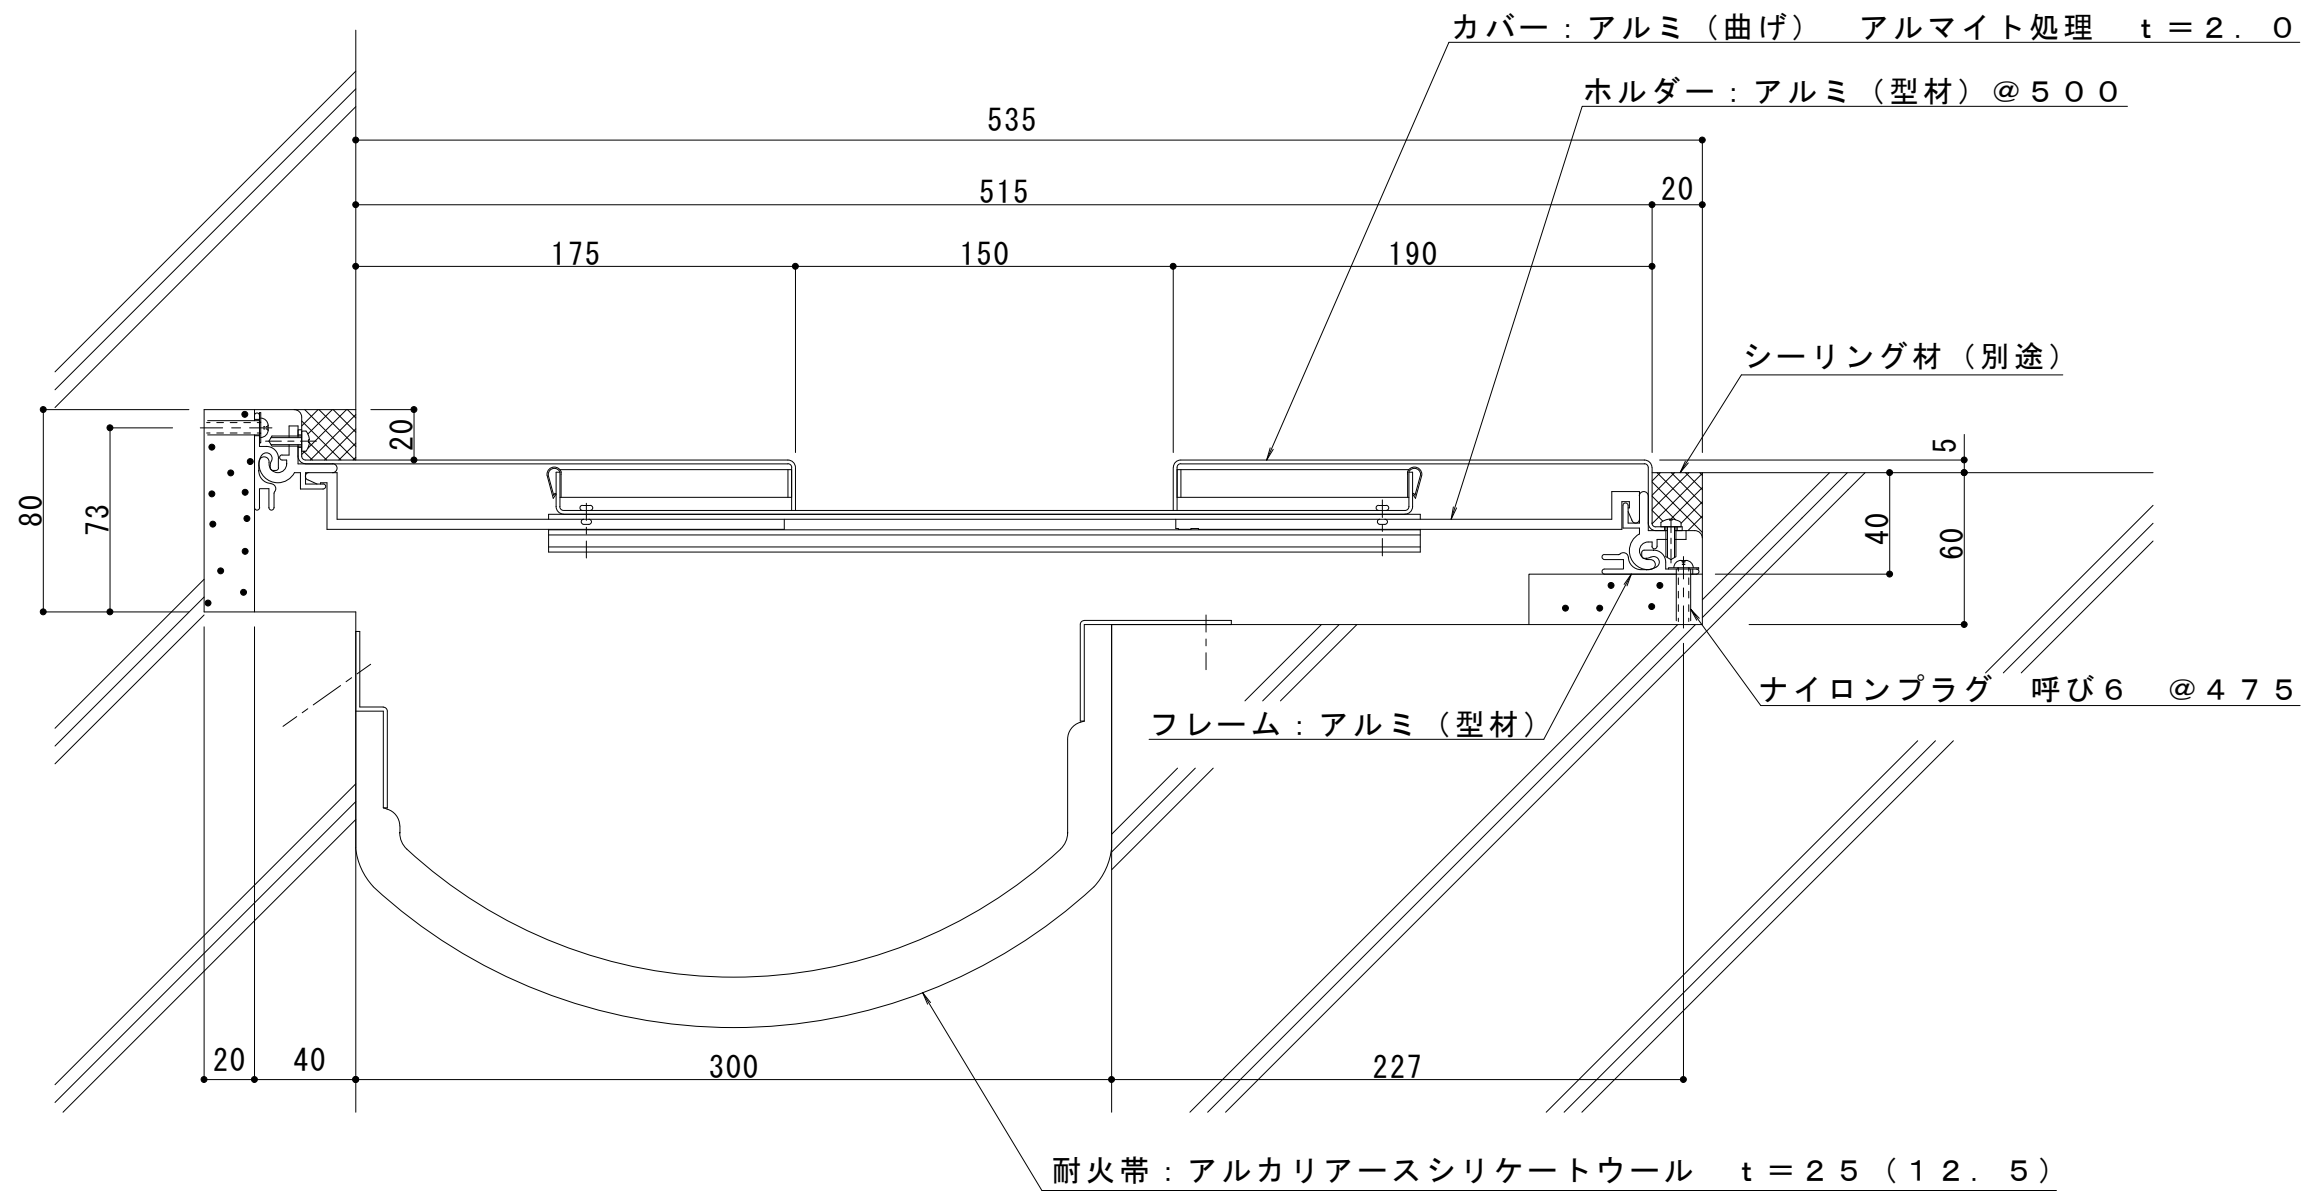 カバー：アルミ（曲げ）　アルマイト処理　ｔ＝２．０
ホルダー：アルミ（型材）＠５００
535
515
20
175
150
190
シーリング材（別途）
20
5
80
73
40
60
ナイロンプラグ　呼び６　＠４７５
フレーム：アルミ（型材）
20
40
300
227
耐火帯：アルカリアースシリケートウール　ｔ＝２５（１２．５）